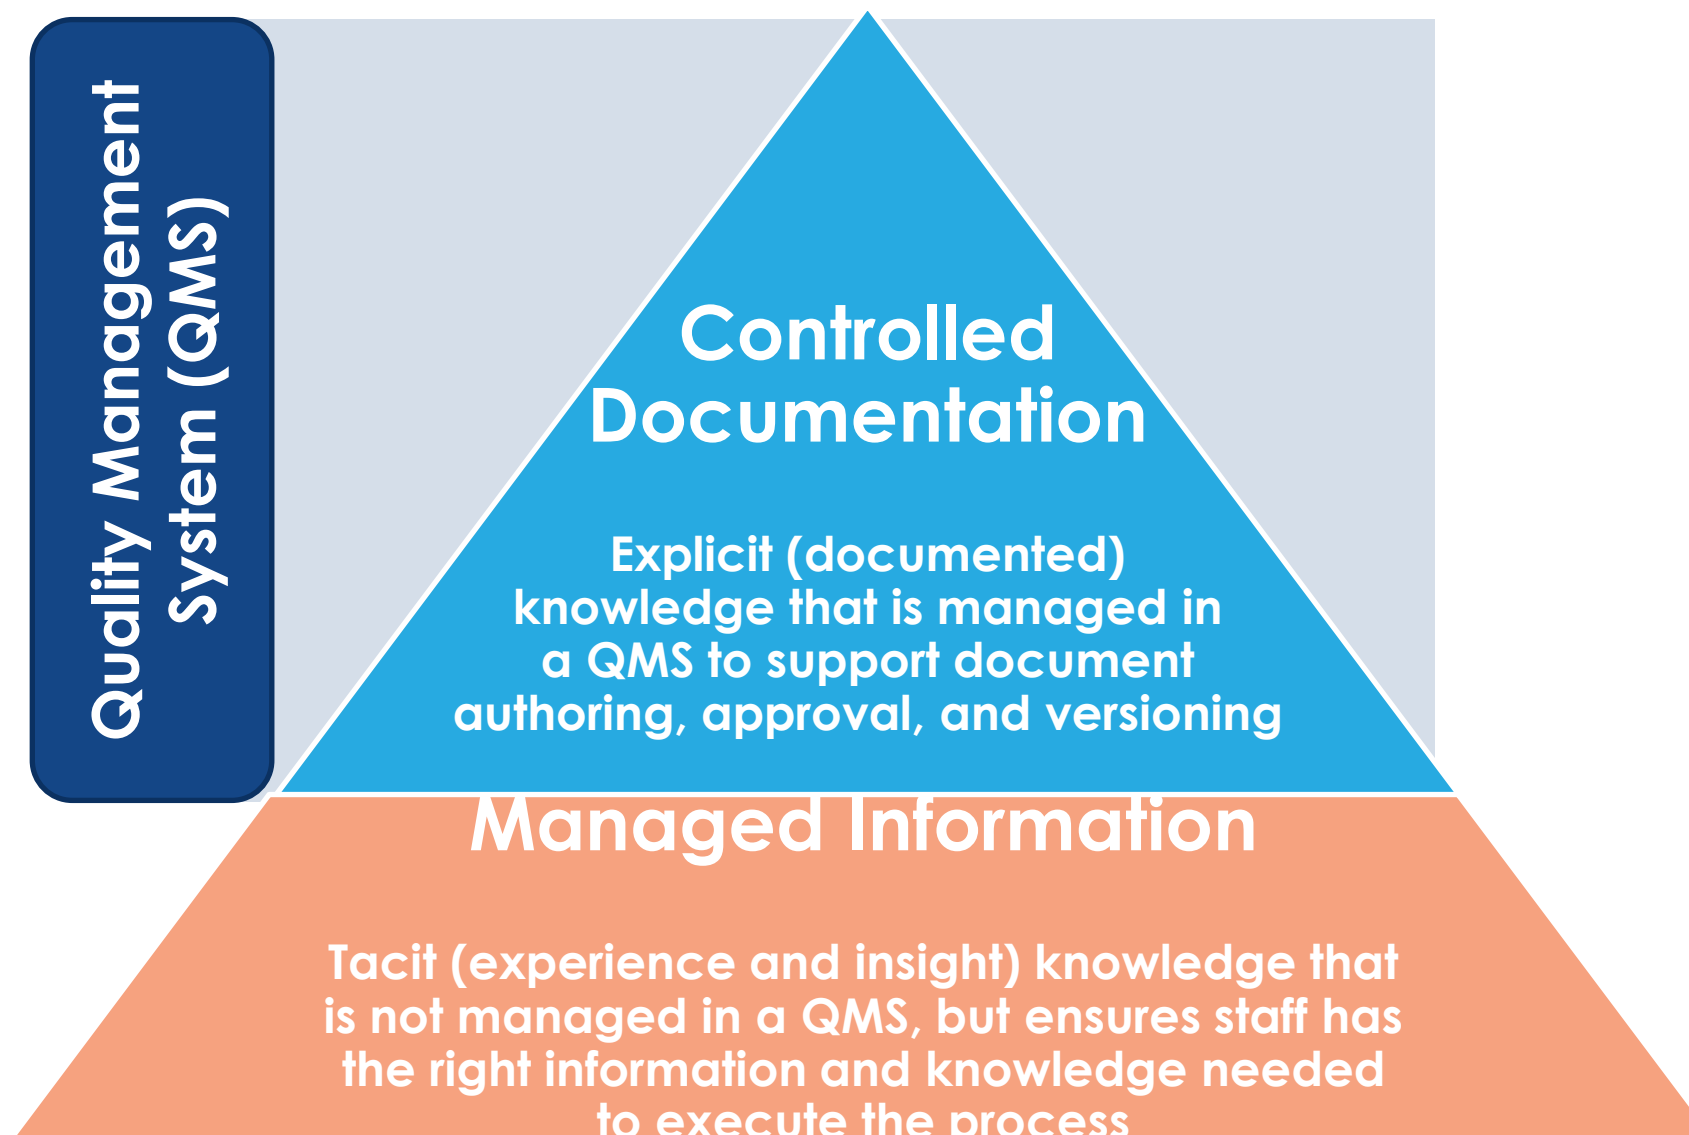 Quality Management
System (QMS)
Controlled
Documentation
Explicit (documented)
knowledge that is managed in
a QMS to support document
authoring, approval, and versioning
Managed Information
Tacit (experience and insight) knowledge that
is not managed in a QMS, but ensures staff has
the right information and knowledge needed
to execute the process